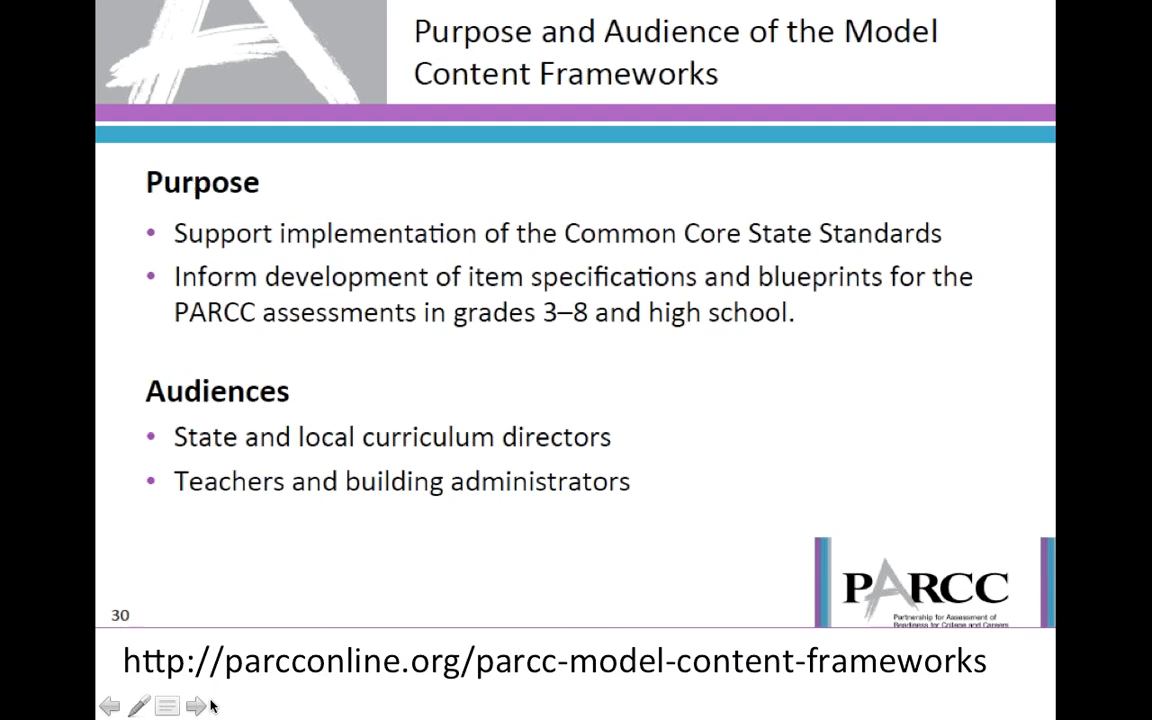 Purpose and Audience of the Model
Content Frameworks
Purpose
• Support implementation of the Common Core State Standards
• Inform development of item specifications and blueprints for the
PARCC assessments in grades 3–8 and high school.
Audiences
• State and local curriculum directors
• Teachers and building administrators
PARCC
Partnership for Assessment of
Readiness for College and Careers
30
http://parcconline.org/parcc-model-content-frameworks